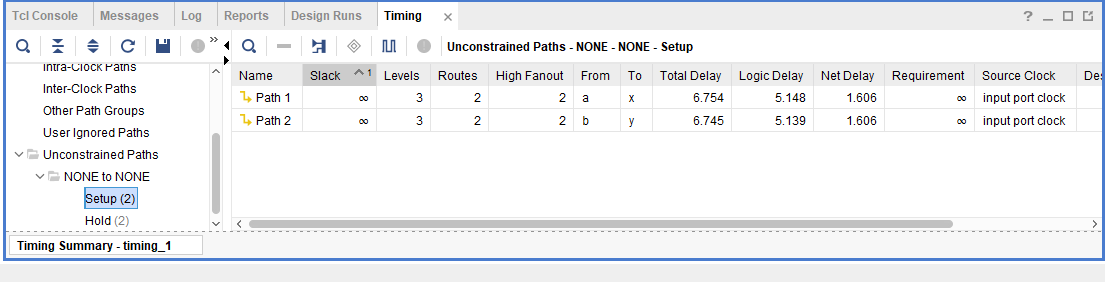 Tcl Console Messages Log Reports Design Runs Timing × ?
Unconstrained Paths - NONE - NONE - Setup
Intra-Clock Paths
Inter-Clock Paths
Other Path Groups
User Ignored Paths
Unconstrained Paths
NONE to NONE
Setup (2)
Hold (2)
Name Slack 1 Levels Routes High Fanout From To Total Delay Logic Delay Net Delay Requirement Source Clock Des
Path 1 ∞ 3 2 2 a x 6.754 5.148 1.606 ∞ input port clock
Path 2 ∞ 3 2 2 b y 6.745 5.139 1.606 ∞ input port clock
Timing Summary - timing_1